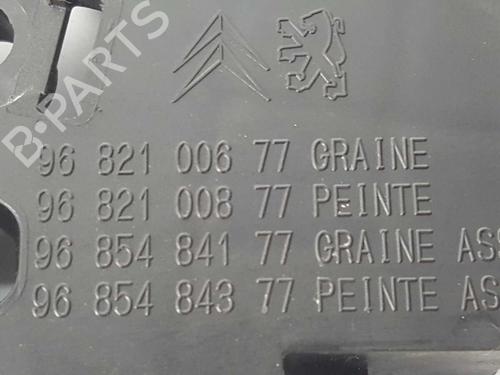 B-PARTS
96 821 006 77 GRAINE
96 821 008 77 PEINTE
96 854 841 77 GRAINE ASS
96 854 843 77 PEINTE AS